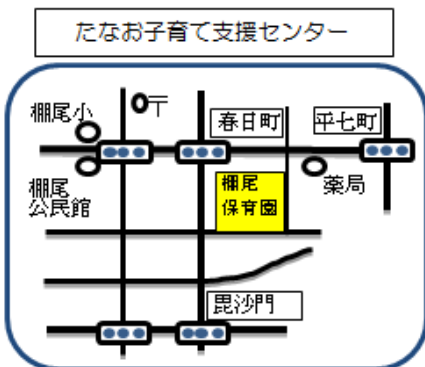 たなお子育て支援センター
棚尾小
〒
春日町
平七町
棚尾
公民館
棚尾
保育園
薬局
毘沙門